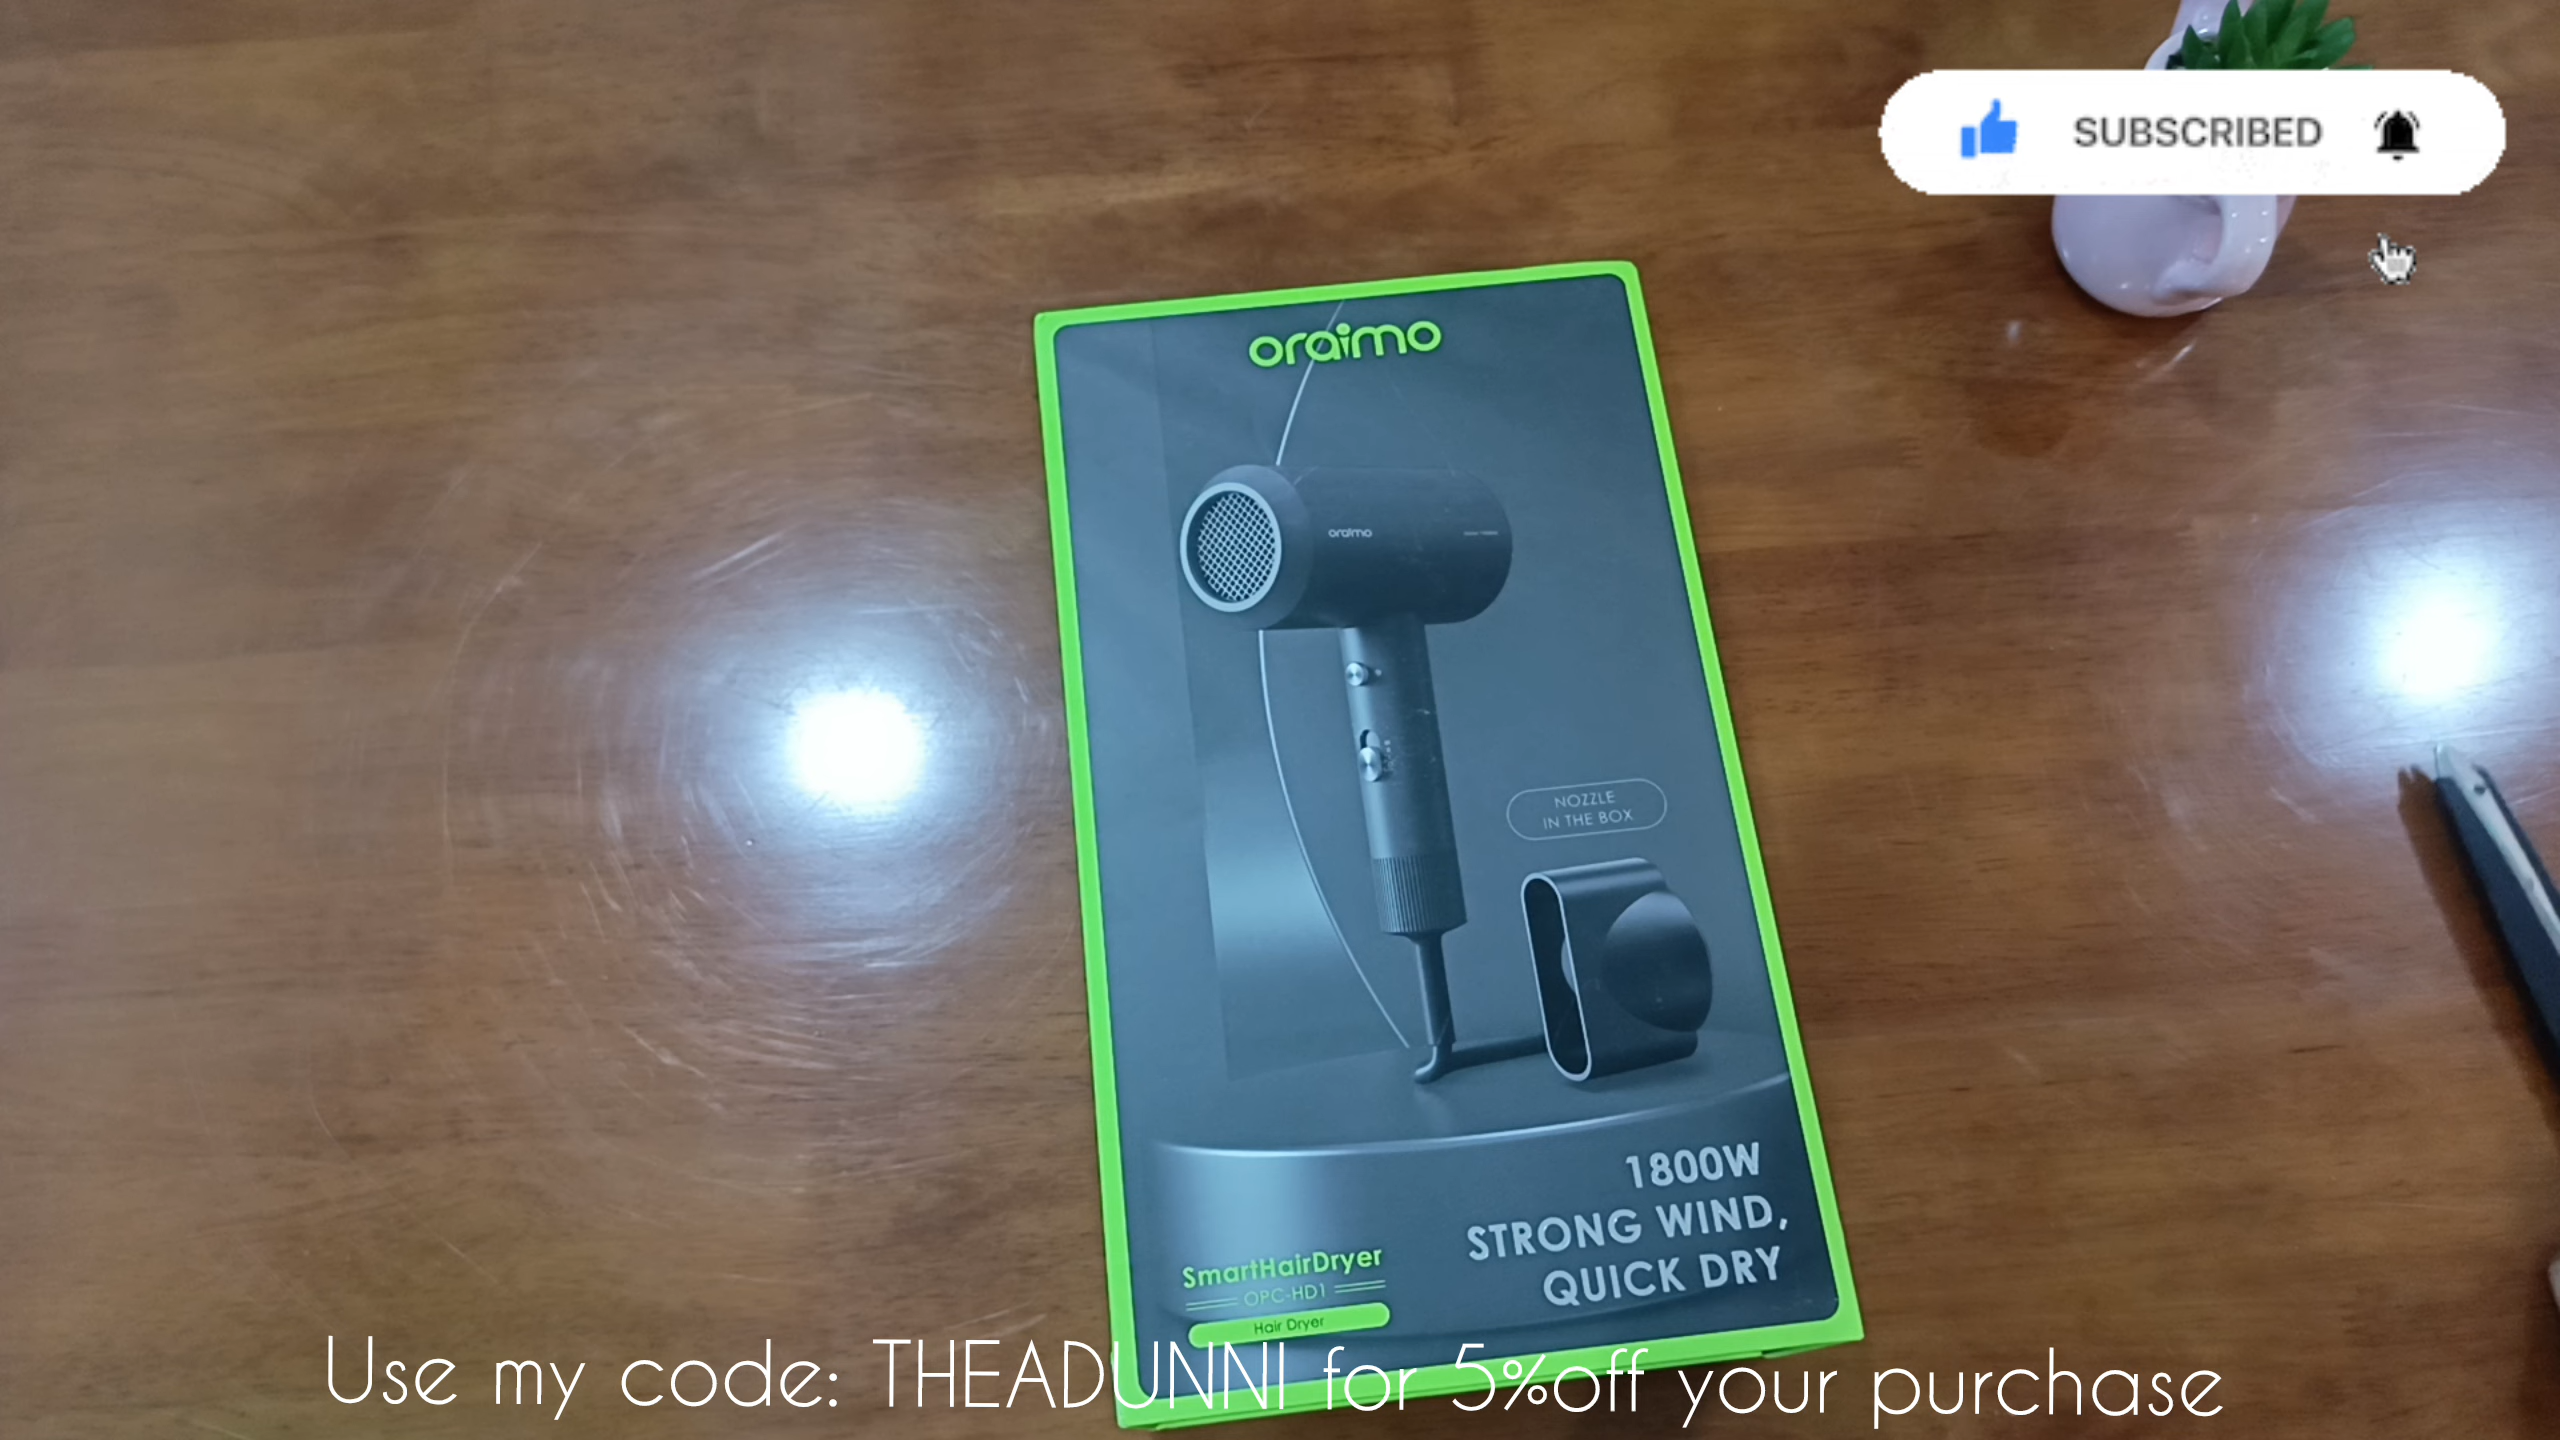 SUBSCRIBED
oraimo
oraimo
NOZZLE
IN THE BOX
1800W
STRONG WIND,
QUICK DRY
SmartHairDryer
OPC-HD1
Hair Dryer
Use my code: THEADUNNI for 5%off your purchase